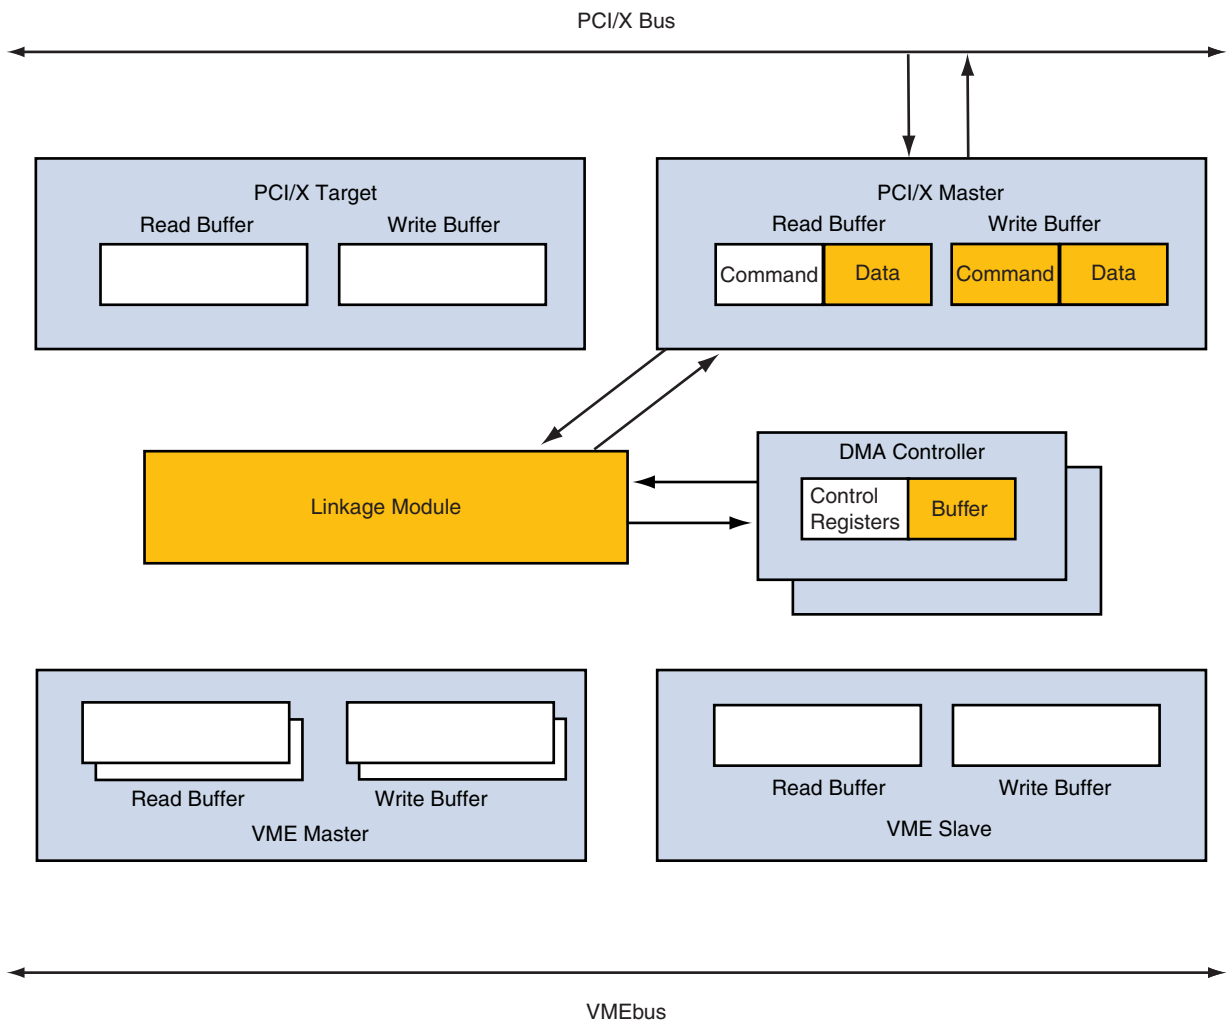 PCI/X Bus
PCI/X Target
Read Buffer
Write Buffer
PCI/X Master
Read Buffer
Write Buffer
Command
Data
Command
Data
Linkage Module
DMA Controller
Control
Registers
Buffer
Read Buffer
Write Buffer
VME Master
Read Buffer
Write Buffer
VME Slave
VMEbus